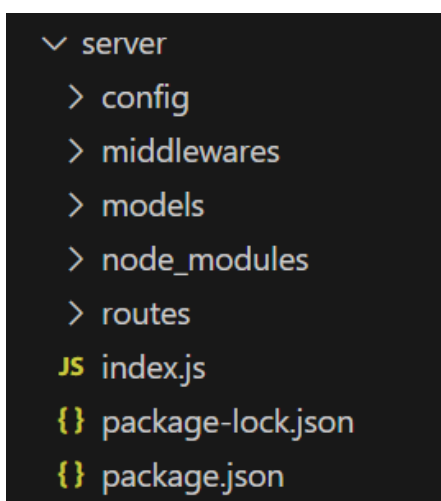 server
config
middlewares
models
node_modules
routes
JS index.js
{} package-lock.json
{} package.json